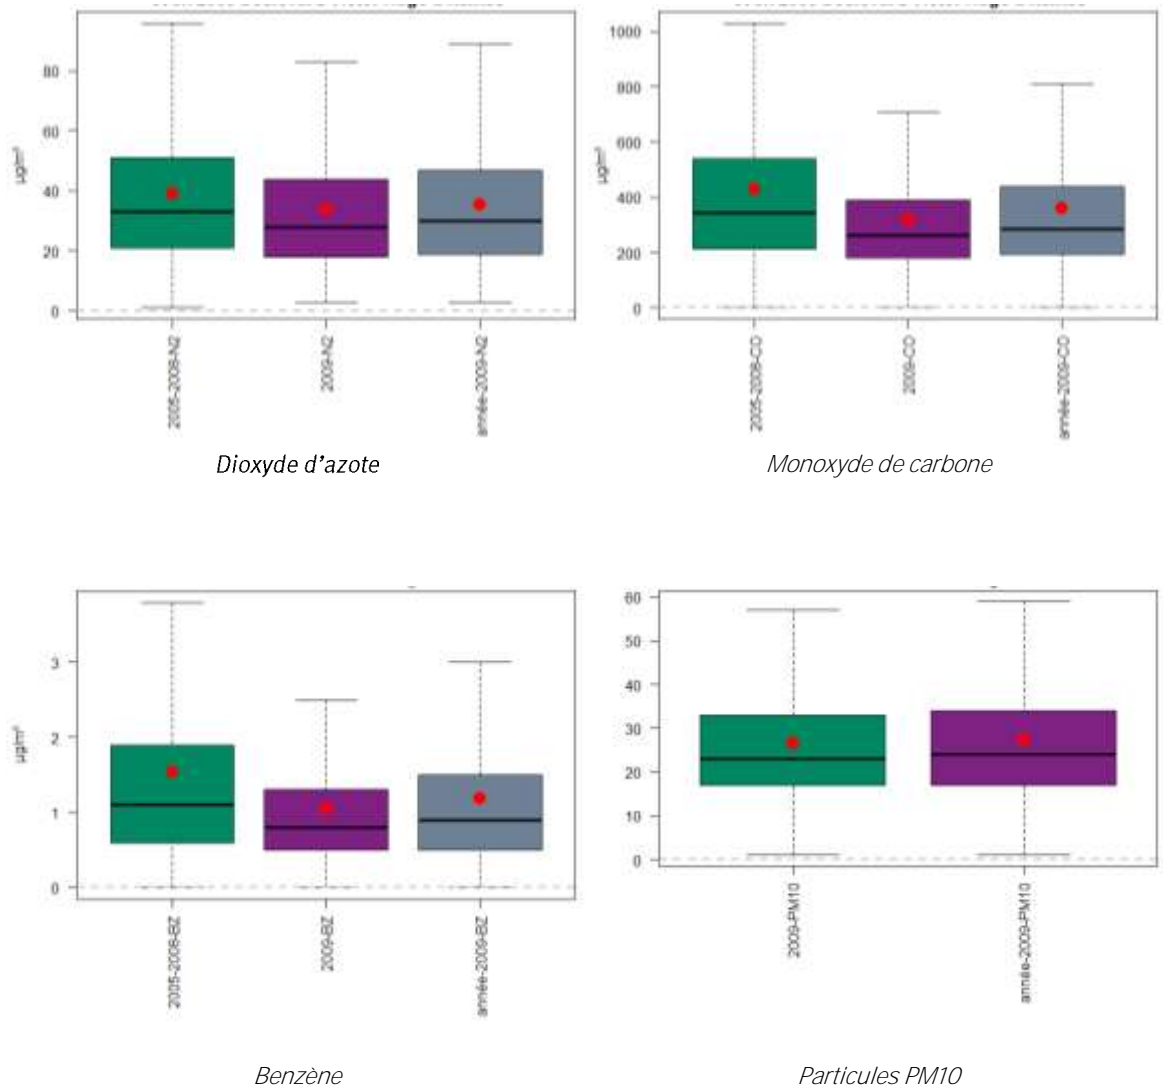 80
60
40
20
0
µg/m³
2005-2008-N2
2009-N2
année-2009-N2
Dioxyde d'azote
1000
800
600
400
200
0
µg/m³
2005-2008-CO
2009-CO
année-2009-CO
Monoxyde de carbone
3
2
1
0
µg/m³
2005-2008-BZ
2009-BZ
année-2009-BZ
Benzène
60
50
40
30
20
10
0
2009-PM10
année-2009-PM10
Particules PM10